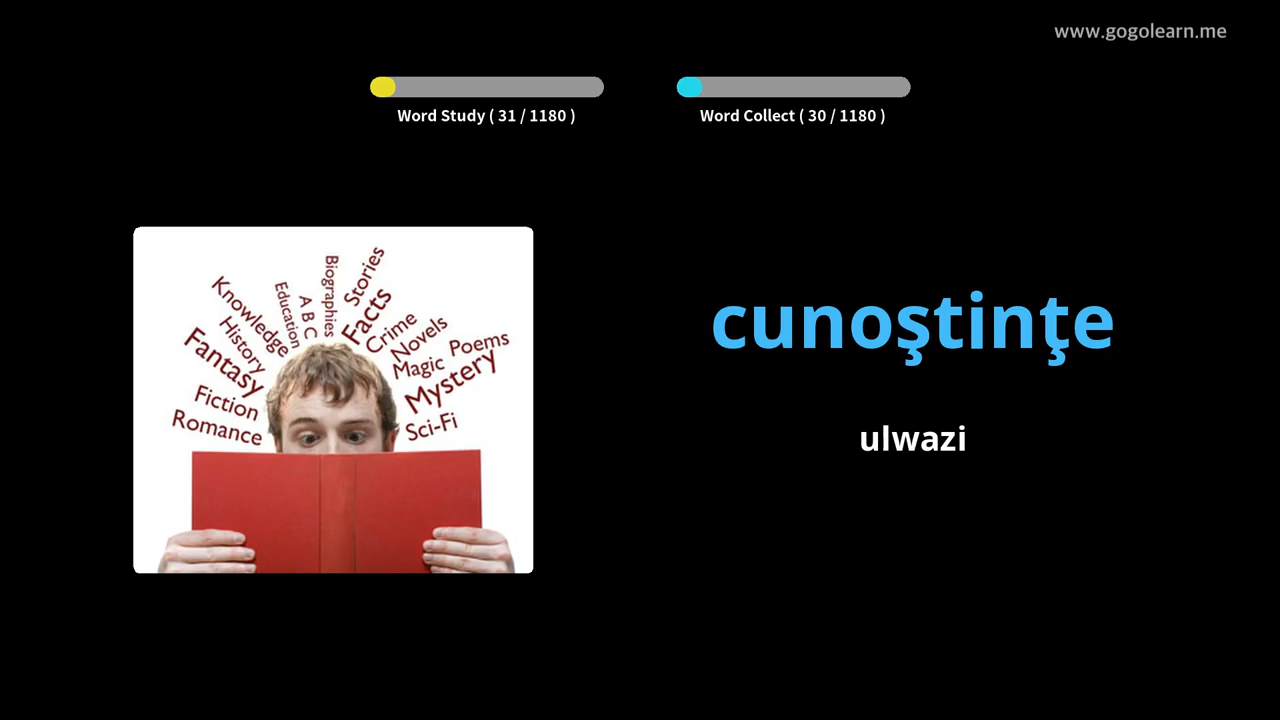 www.gogolearn.me
Word Study ( 31 / 1180 )
Word Collect ( 30 / 1180 )
Stories
Biographies
Facts
A B C
Education
Knowledge
Crime
Novels
History
Poems
Magic
Fantasy
Mystery
Fiction
Romance
Sci-Fi
cunoştinţe
ulwazi